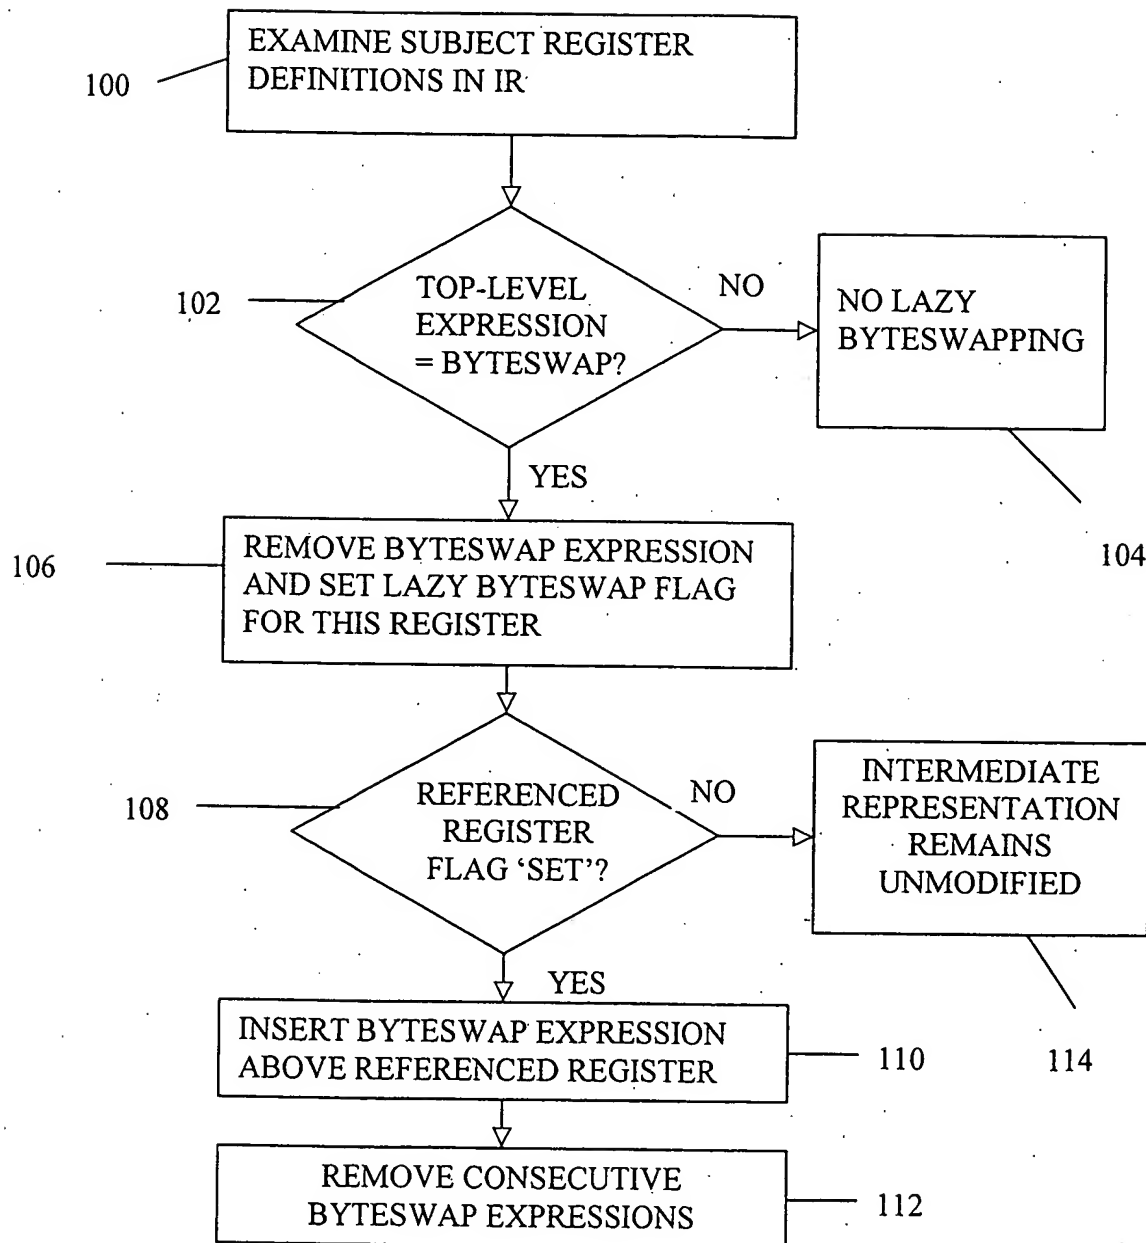 EXAMINE SUBJECT REGISTER
DEFINITIONS IN IR
100
TOP-LEVEL
EXPRESSION
= BYTESWAP?
102
NO
NO LAZY
BYTESWAPPING
104
YES
REMOVE BYTESWAP EXPRESSION
AND SET LAZY BYTESWAP FLAG
FOR THIS REGISTER
106
REFERENCED
REGISTER
FLAG ‘SET’?
108
NO
INTERMEDIATE
REPRESENTATION
REMAINS
UNMODIFIED
114
YES
INSERT BYTESWAP EXPRESSION
ABOVE REFERENCED REGISTER
110
REMOVE CONSECUTIVE
BYTESWAP EXPRESSIONS
112